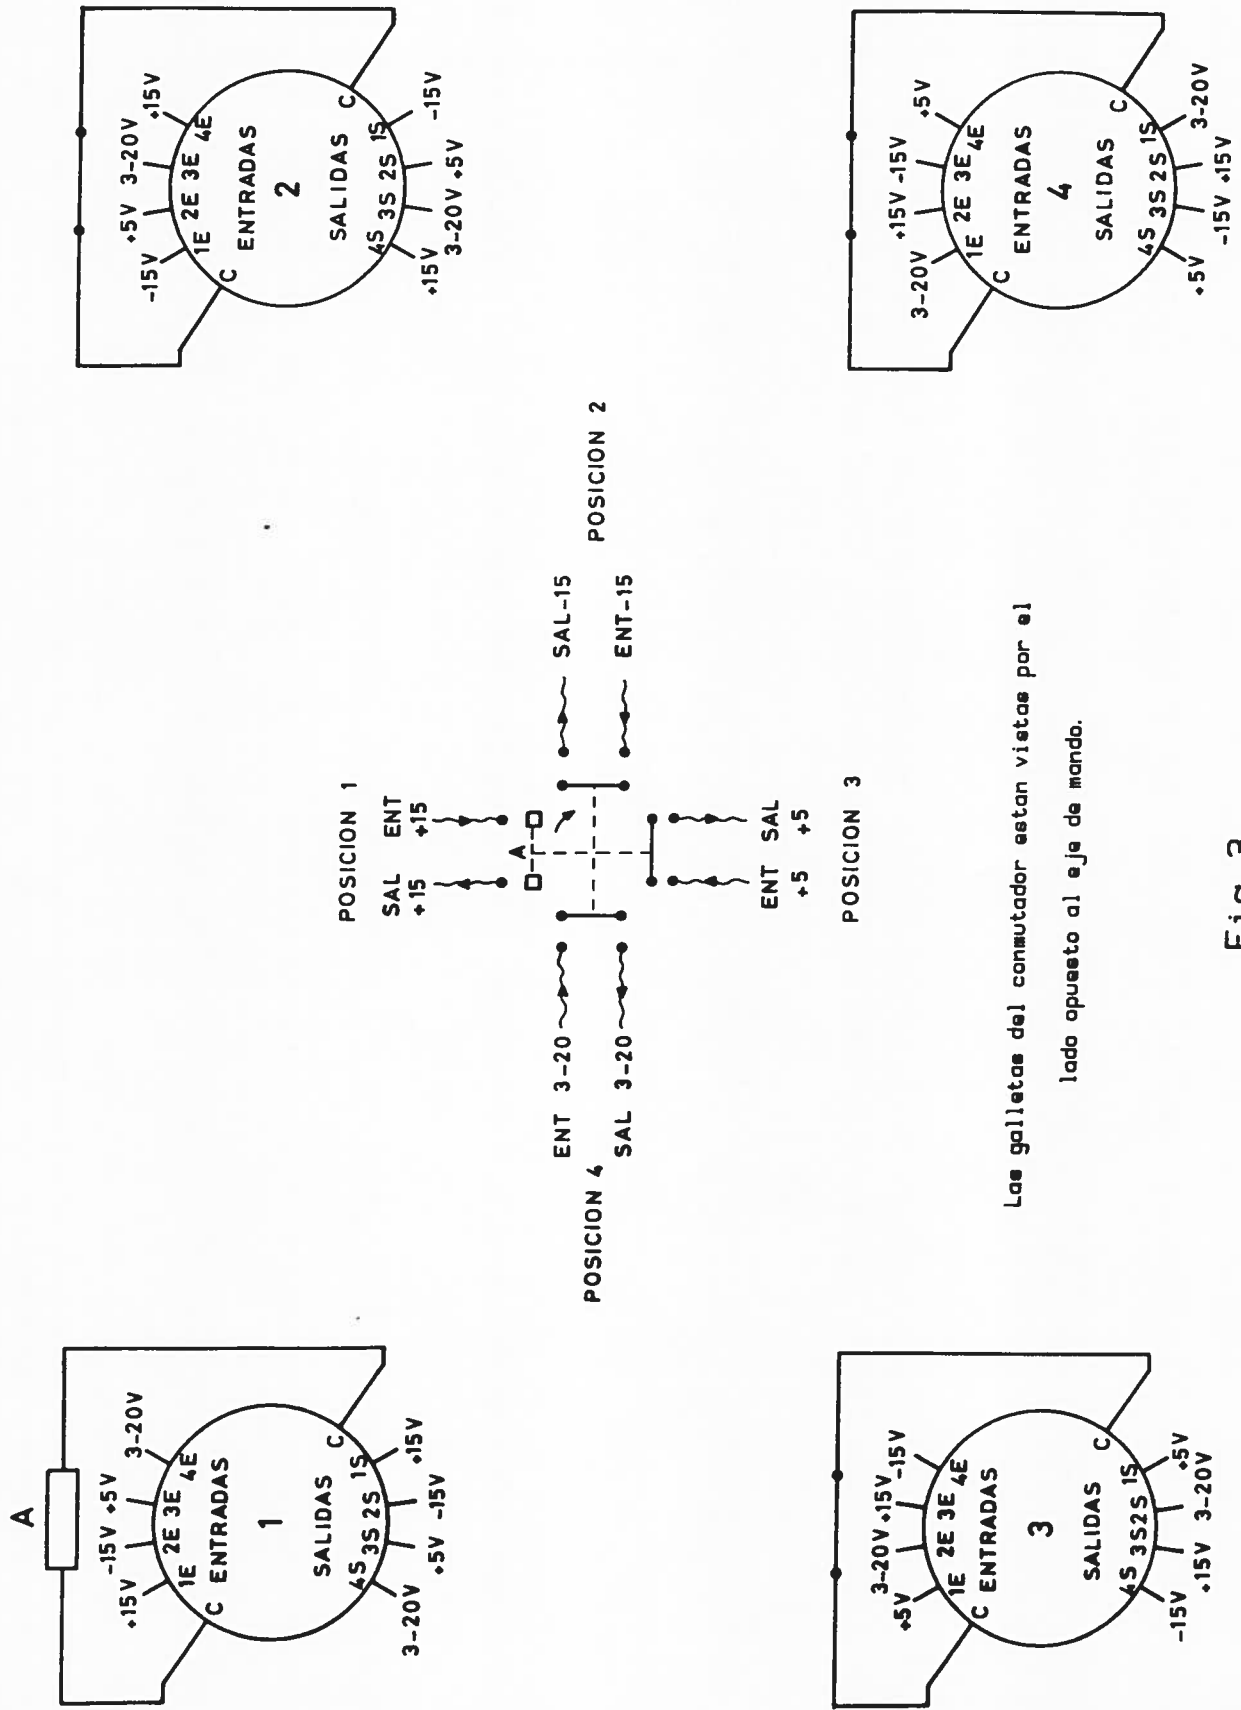 A
+15V -15V +5V 3-20V
1E 2E 3E 4E
C ENTRADAS
1
SALIDAS C
4S 3S 2S 1S
3-20V +5V -15V +15V
-15V +5V 3-20V +15V
1E 2E 3E 4E
C ENTRADAS
2
SALIDAS C
4S 3S 2S 1S
+15V 3-20V +5V -15V
POSICION 1
SAL ENT
+15 +15
A
ENT 3-20
SAL 3-20
POSICION 4
SAL-15
ENT-15
POSICION 2
ENT SAL
+5 +5
POSICION 3
+5V 3-20V +15V -15V
1E 2E 3E 4E
C ENTRADAS
3
SALIDAS C
4S 3S 2S 1S
-15V +15V 3-20V +5V
3-20V +15V -15V +5V
1E 2E 3E 4E
C ENTRADAS
4
SALIDAS C
4S 3S 2S 1S
+5V -15V +15V 3-20V
Las galletas del conmutador estan vistas por el
lado opuesto al eje de mando.